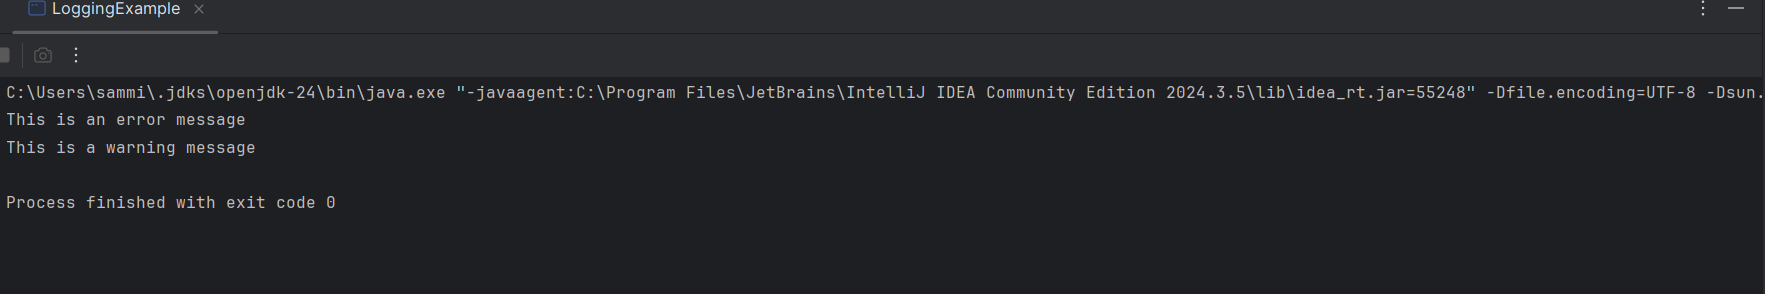 LoggingExample
C:\Users\sammi\.jdks\openjdk-24\bin\java.exe "-javaagent:C:\Program Files\JetBrains\IntelliJ IDEA Community Edition 2024.3.5\lib\idea_rt.jar=55248" -Dfile.encoding=UTF-8 -Dsun.
This is an error message
This is a warning message
Process finished with exit code 0